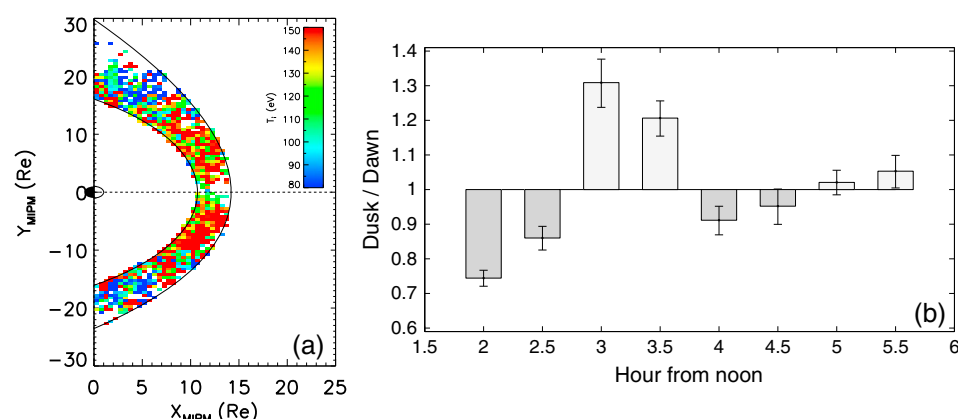 30
20
10
0
-10
-20
-30
Y_MIPM (Re)
0 5 10 15 20 25
X_MIPM (Re)
150
140
130
120
110
100
90
80
T_i (eV)
(a)
1.4
1.3
1.2
1.1
1
0.9
0.8
0.7
0.6
Dusk / Dawn
1.5 2 2.5 3 3.5 4 4.5 5 5.5 6
Hour from noon
(b)